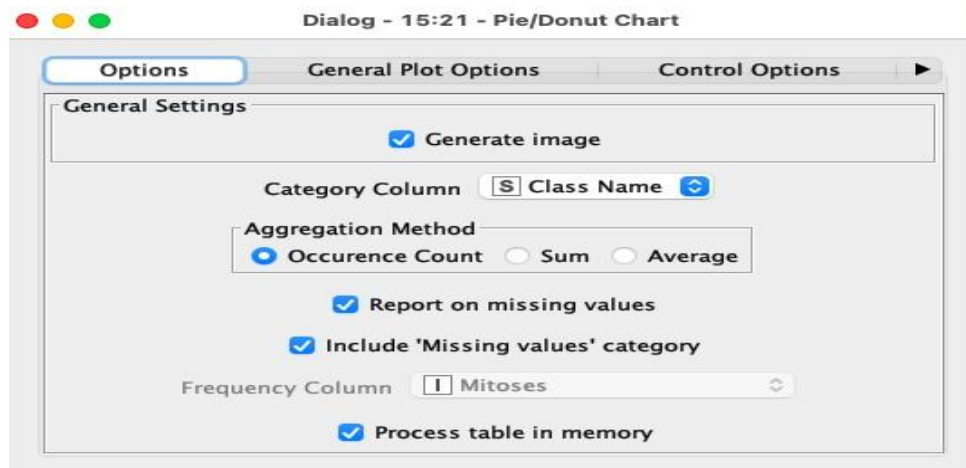 Dialog - 15:21 - Pie/Donut Chart
Options General Plot Options Control Options
General Settings
Generate image
Category Column S Class Name
Aggregation Method
Occurence Count Sum Average
Report on missing values
Include 'Missing values' category
Frequency Column I Mitoses
Process table in memory